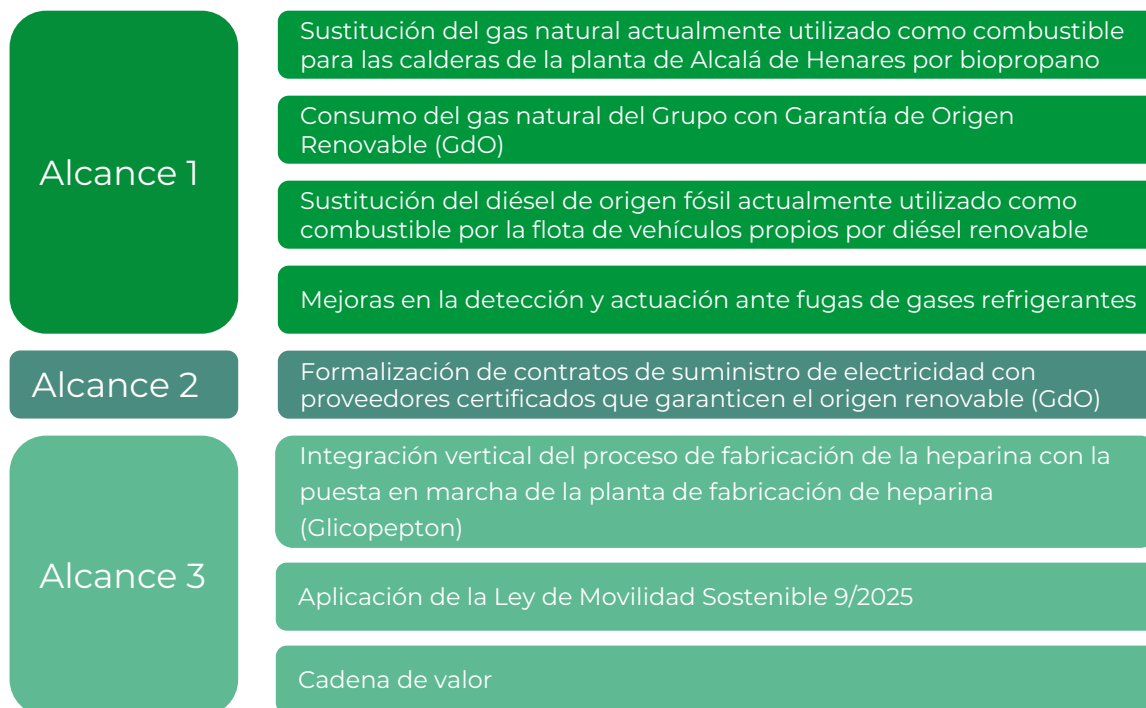 Alcance 1
Sustitución del gas natural actualmente utilizado como combustible
para las calderas de la planta de Alcalá de Henares por biopropano
Consumo del gas natural del Grupo con Garantía de Origen
Renovable (GdO)
Sustitución del diésel de origen fósil actualmente utilizado como
combustible por la flota de vehículos propios por diésel renovable
Mejoras en la detección y actuación ante fugas de gases refrigerantes
Alcance 2
Formalización de contratos de suministro de electricidad con
proveedores certificados que garanticen el origen renovable (GdO)
Alcance 3
Integración vertical del proceso de fabricación de la heparina con la
puesta en marcha de la planta de fabricación de heparina
(Glicopepton)
Aplicación de la Ley de Movilidad Sostenible 9/2025
Cadena de valor